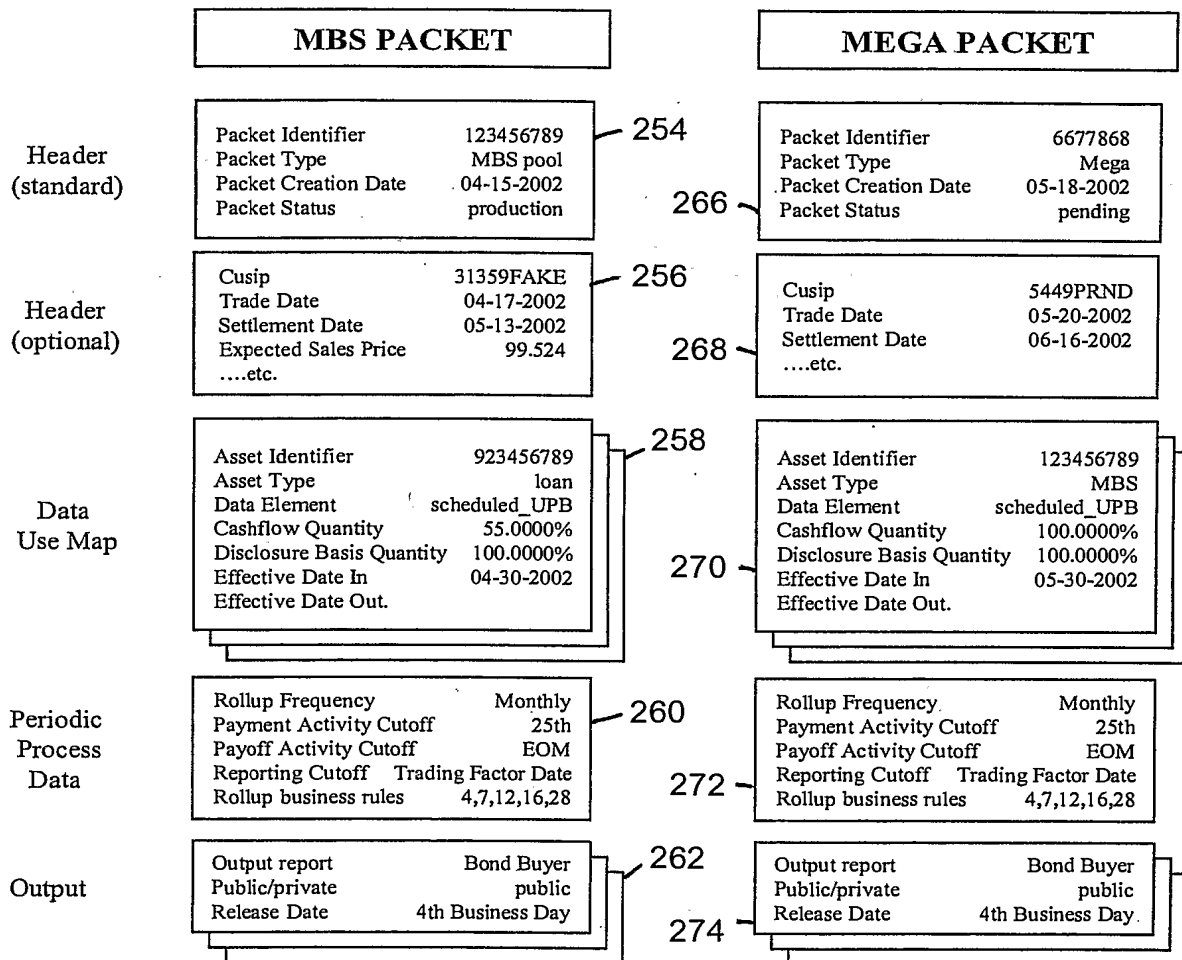 MBS PACKET
MEGA PACKET
Header
(standard)
Packet Identifier 123456789
Packet Type MBS pool
Packet Creation Date 04-15-2002
Packet Status production
254
Packet Identifier 6677868
Packet Type Mega
Packet Creation Date 05-18-2002
Packet Status pending
266
Header
(optional)
Cusip 31359FAKE
Trade Date 04-17-2002
Settlement Date 05-13-2002
Expected Sales Price 99.524
....etc.
256
Cusip 5449PRND
Trade Date 05-20-2002
Settlement Date 06-16-2002
....etc.
268
Data
Use Map
Asset Identifier 923456789
Asset Type loan
Data Element scheduled_UPB
Cashflow Quantity 55.0000%
Disclosure Basis Quantity 100.0000%
Effective Date In 04-30-2002
Effective Date Out.
258
Asset Identifier 123456789
Asset Type MBS
Data Element scheduled_UPB
Cashflow Quantity 100.0000%
Disclosure Basis Quantity 100.0000%
Effective Date In 05-30-2002
Effective Date Out.
270
Periodic
Process
Data
Rollup Frequency Monthly
Payment Activity Cutoff 25th
Payoff Activity Cutoff EOM
Reporting Cutoff Trading Factor Date
Rollup business rules 4,7,12,16,28
260
Rollup Frequency Monthly
Payment Activity Cutoff 25th
Payoff Activity Cutoff EOM
Reporting Cutoff Trading Factor Date
Rollup business rules 4,7,12,16,28
272
Output
Output report Bond Buyer
Public/private public
Release Date 4th Business Day
262
Output report Bond Buyer
Public/private public
Release Date 4th Business Day
274